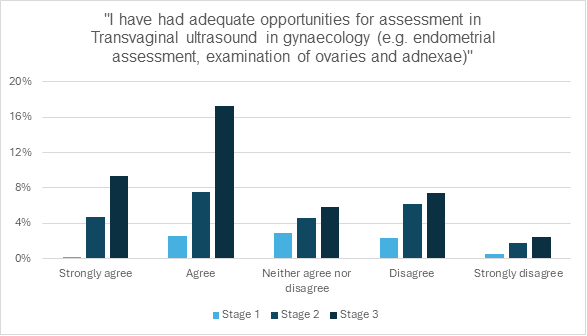 "I have had adequate opportunities for assessment in
Transvaginal ultrasound in gynaecology (e.g. endometrial
assessment, examination of ovaries and adnexae)"
20%
16%
12%
8%
4%
0%
Strongly agree
Agree
Neither agree nor
disagree
Disagree
Strongly disagree
Stage 1
Stage 2
Stage 3